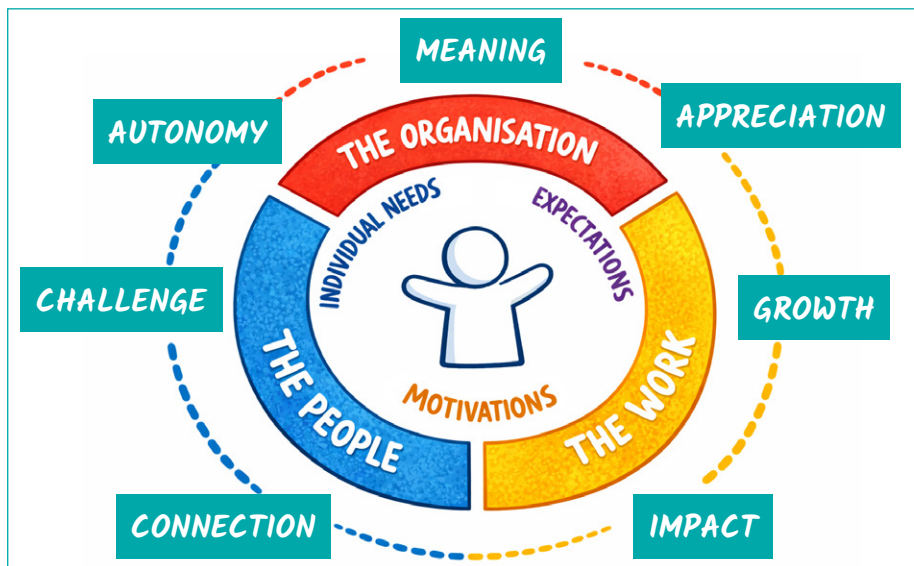 MEANING
AUTONOMY
APPRECIATION
THE ORGANISATION
INDIVIDUAL NEEDS
EXPECTATIONS
CHALLENGE
GROWTH
THE PEOPLE
MOTIVATIONS
THE WORK
CONNECTION
IMPACT